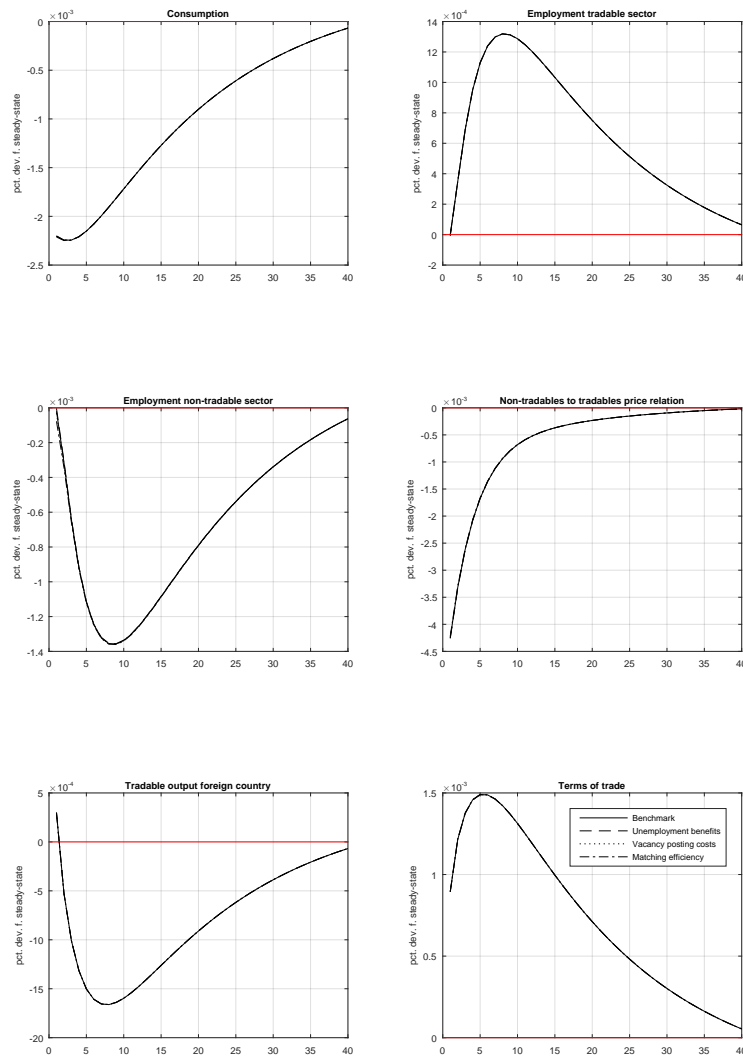 Consumption
×10⁻³
0
-0.5
-1
-1.5
-2
-2.5
pct. dev. f. steady-state
0 5 10 15 20 25 30 35 40
Employment tradable sector
×10⁻⁴
14
12
10
8
6
4
2
0
-2
pct. dev. f. steady-state
0 5 10 15 20 25 30 35 40
Employment non-tradable sector
×10⁻³
0
-0.2
-0.4
-0.6
-0.8
-1
-1.2
-1.4
pct. dev. f. steady-state
0 5 10 15 20 25 30 35 40
Non-tradables to tradables price relation
×10⁻³
0
-0.5
-1
-1.5
-2
-2.5
-3
-3.5
-4
-4.5
pct. dev. f. steady-state
0 5 10 15 20 25 30 35 40
Tradable output foreign country
×10⁻⁴
5
0
-5
-10
-15
-20
pct. dev. f. steady-state
0 5 10 15 20 25 30 35 40
Terms of trade
×10⁻³
1.5
1
0.5
0
pct. dev. f. steady-state
0 5 10 15 20 25 30 35 40
Benchmark
Unemployment benefits
Vacancy posting costs
Matching efficiency